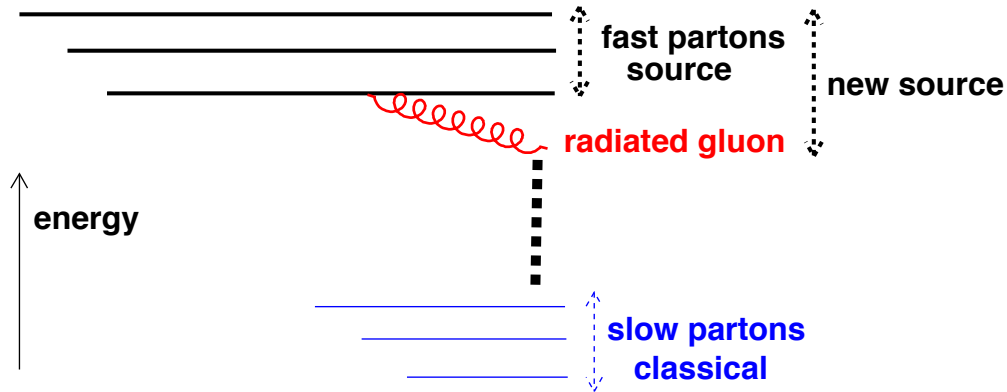 fast partons
source
new source
radiated gluon
energy
slow partons
classical